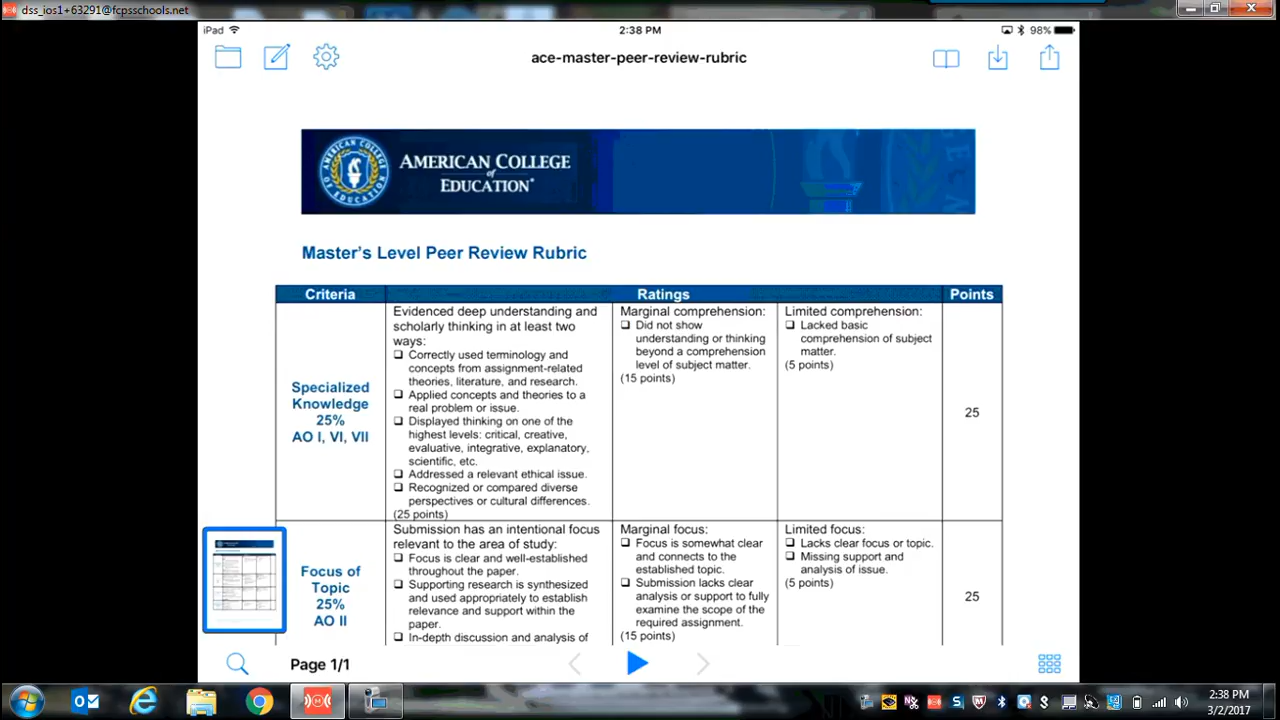 dss_ios1+63291@fcpsschools.net
iPad
2:38 PM
98%
ace-master-peer-review-rubric
AMERICAN COLLEGE
of
EDUCATION
Master's Level Peer Review Rubric
Criteria
Ratings
Points
Specialized
Knowledge
25%
AO I, VI, VII
Evidenced deep understanding and
scholarly thinking in at least two
ways:
❑ Correctly used terminology and
concepts from assignment-related
theories, literature, and research.
❑ Applied concepts and theories to a
real problem or issue.
❑ Displayed thinking on one of the
highest levels: critical, creative,
evaluative, integrative, explanatory,
scientific, etc.
❑ Addressed a relevant ethical issue.
❑ Recognized or compared diverse
perspectives or cultural differences.
(25 points)
Marginal comprehension:
❑ Did not show
understanding or thinking
beyond a comprehension
level of subject matter.
(15 points)
Limited comprehension:
❑ Lacked basic
comprehension of subject
matter.
(5 points)
25
Focus of
Topic
25%
AO II
Submission has an intentional focus
relevant to the area of study:
❑ Focus is clear and well-established
throughout the paper.
❑ Supporting research is synthesized
and used appropriately to establish
relevance and support within the
paper.
❑ In-depth discussion and analysis of
Marginal focus:
❑ Focus is somewhat clear
and connects to the
established topic.
❑ Submission lacks clear
analysis or support to fully
examine the scope of the
required assignment.
(15 points)
Limited focus:
❑ Lacks clear focus or topic.
❑ Missing support and
analysis of issue.
(5 points)
25
Page 1/1
2:38 PM
3/2/2017